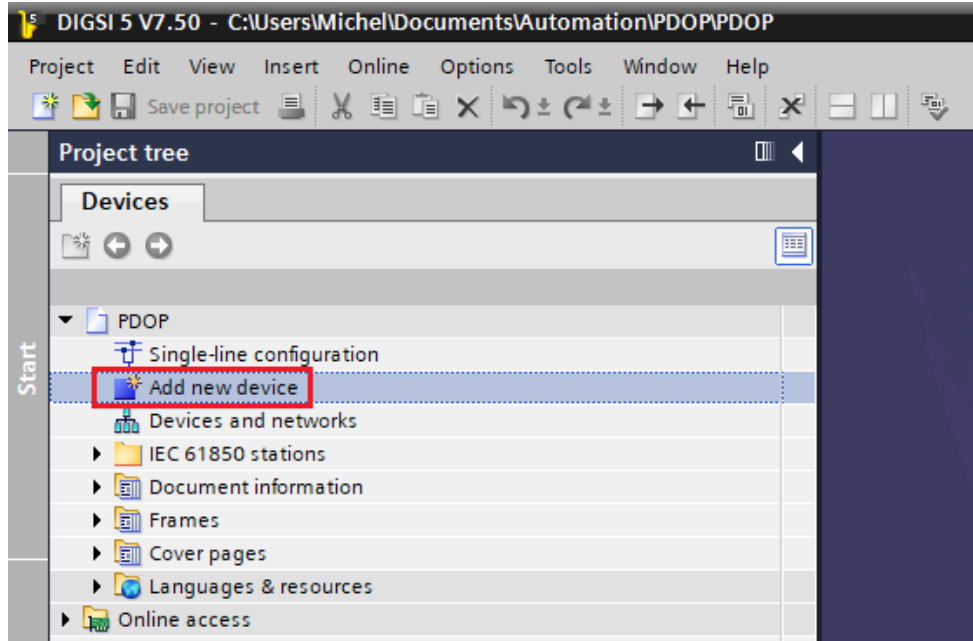 DIGSI 5 V7.50 - C:\Users\Michel\Documents\Automation\PDOP\PDOP
Project Edit View Insert Online Options Tools Window Help
Save project
Project tree
Devices
Start
PDOP
Single-line configuration
Add new device
Devices and networks
IEC 61850 stations
Document information
Frames
Cover pages
Languages & resources
Online access